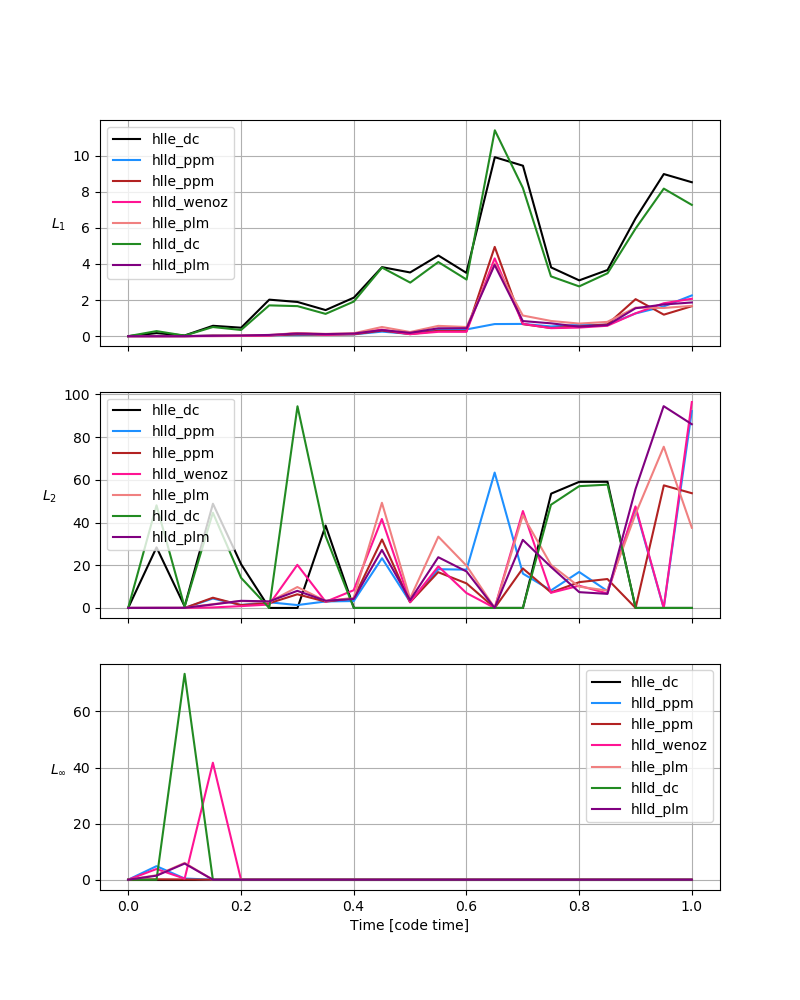 hlle_dc
hlld_ppm
hlle_ppm
hlld_wenoz
hlle_plm
hlld_dc
hlld_plm
L₁
10
8
6
4
2
0
hlle_dc
hlld_ppm
hlle_ppm
hlld_wenoz
hlle_plm
hlld_dc
hlld_plm
L₂
100
80
60
40
20
0
hlle_dc
hlld_ppm
hlle_ppm
hlld_wenoz
hlle_plm
hlld_dc
hlld_plm
L∞
60
40
20
0
0.0 0.2 0.4 0.6 0.8 1.0
Time [code time]